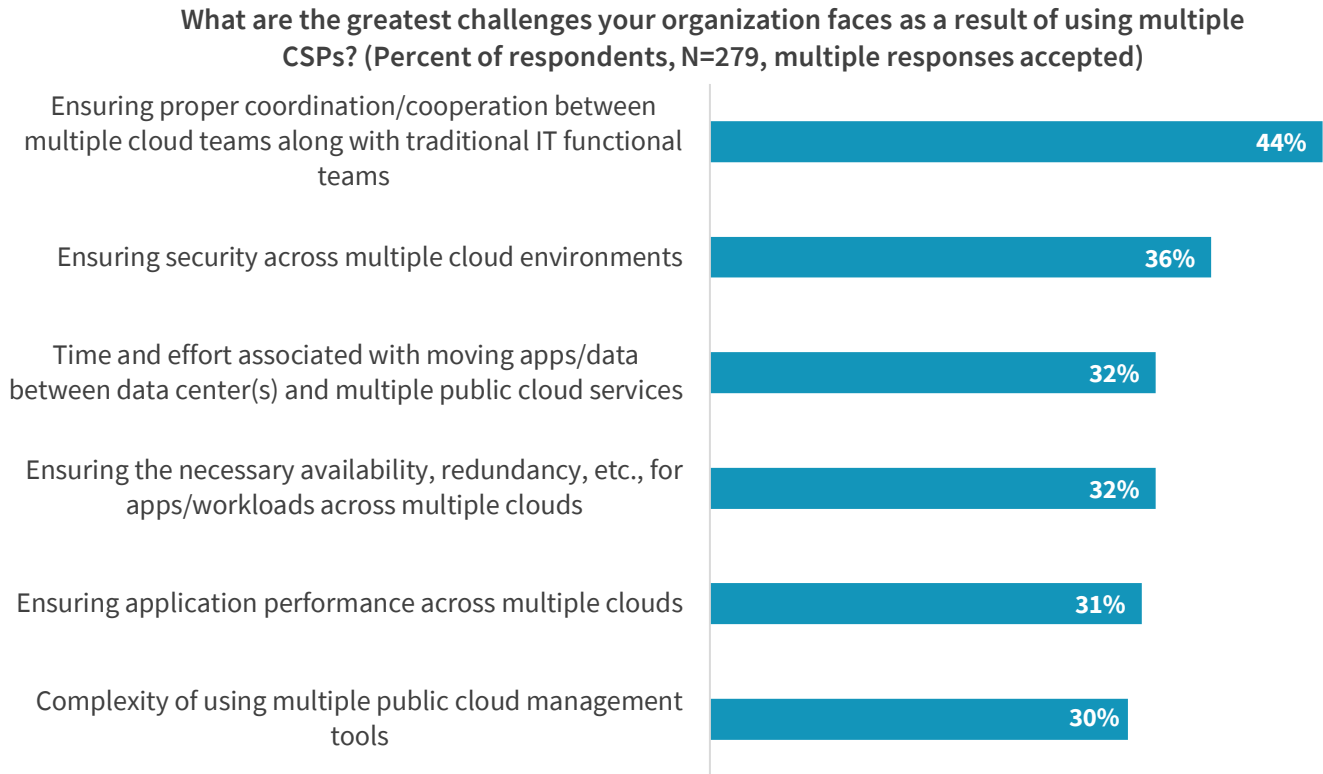 What are the greatest challenges your organization faces as a result of using multiple
CSPs? (Percent of respondents, N=279, multiple responses accepted)
Ensuring proper coordination/cooperation between
multiple cloud teams along with traditional IT functional
teams
44%
Ensuring security across multiple cloud environments
36%
Time and effort associated with moving apps/data
between data center(s) and multiple public cloud services
32%
Ensuring the necessary availability, redundancy, etc., for
apps/workloads across multiple clouds
32%
Ensuring application performance across multiple clouds
31%
Complexity of using multiple public cloud management
tools
30%